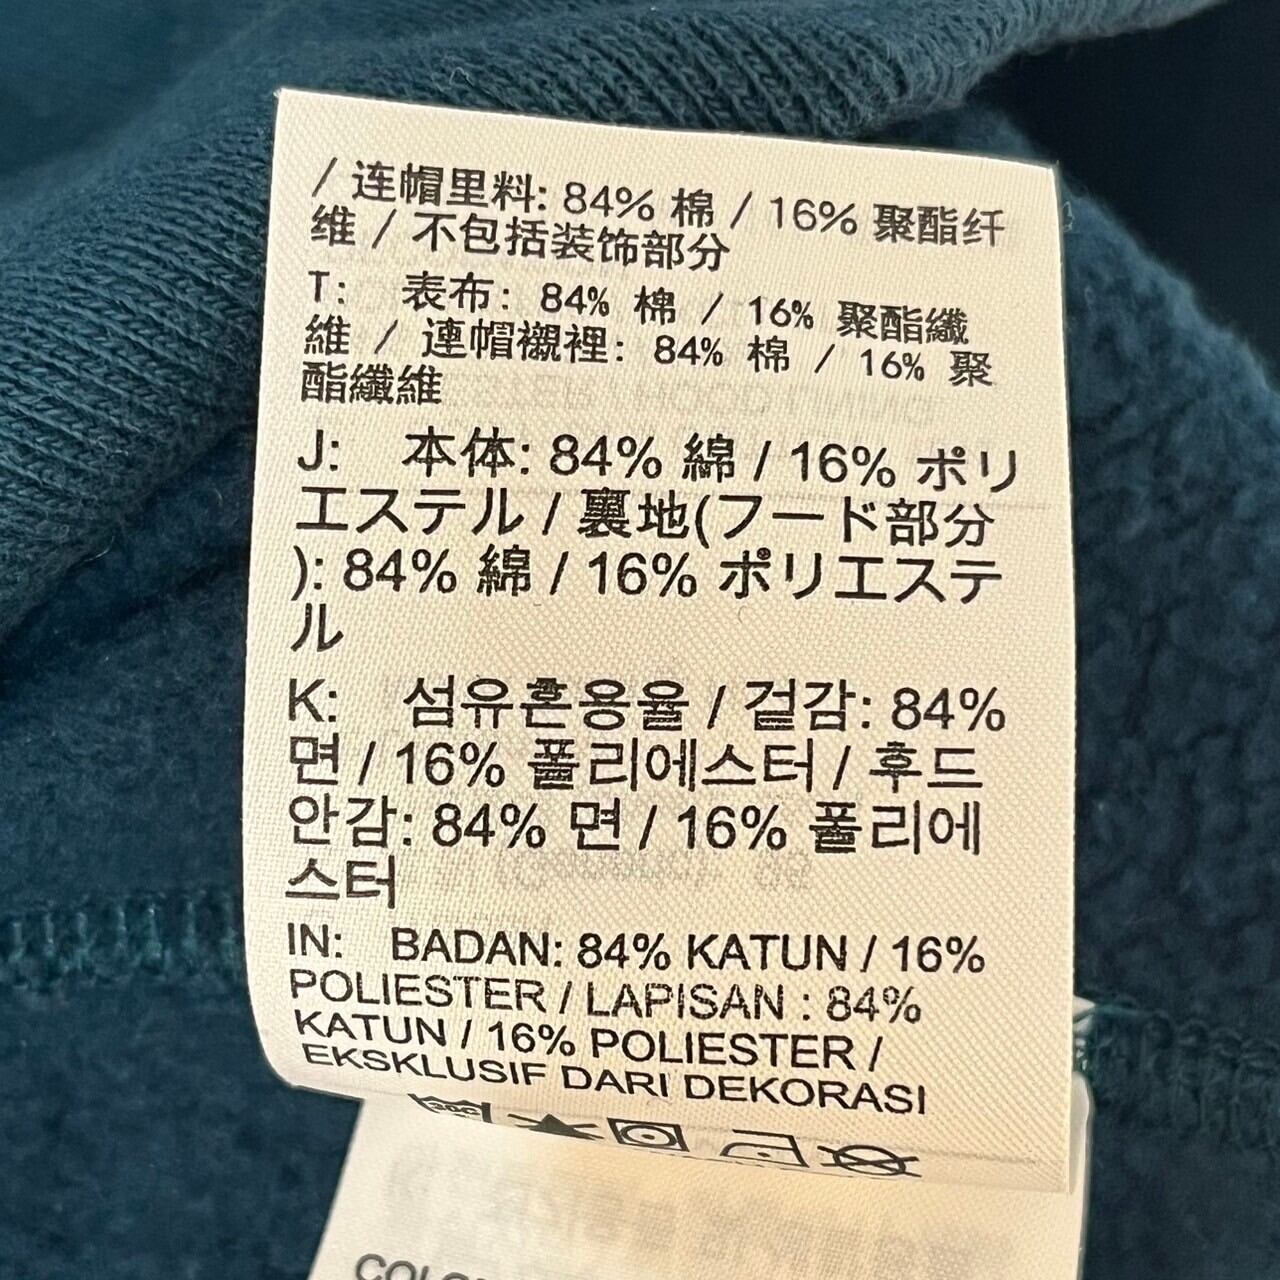 / 连帽里料: 84% 棉 / 16% 聚酯纤
维 / 不包括装饰部分
T: 表布: 84% 棉 / 16% 聚酯纖
維 / 連帽襯裡: 84% 棉 / 16% 聚
酯纖維
J: 本体: 84% 綿 / 16% ポリ
エステル / 裏地(フード部分
): 84% 綿 / 16% ポリエステ
ル
K: 섬유혼용율 / 겉감: 84%
면 / 16% 폴리에스터 / 후드
안감: 84% 면 / 16% 폴리에
스터
IN: BADAN: 84% KATUN / 16%
POLIESTER / LAPISAN : 84%
KATUN / 16% POLIESTER /
EKSKLUSIF DARI DEKORASI
30C